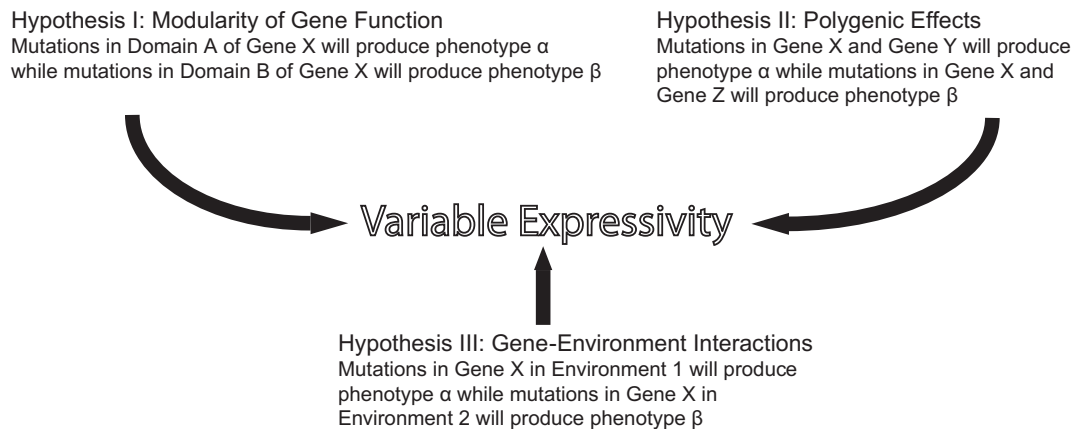 Hypothesis I: Modularity of Gene Function
Mutations in Domain A of Gene X will produce phenotype α
while mutations in Domain B of Gene X will produce phenotype β
Hypothesis II: Polygenic Effects
Mutations in Gene X and Gene Y will produce
phenotype α while mutations in Gene X and
Gene Z will produce phenotype β
Variable Expressivity
Hypothesis III: Gene-Environment Interactions
Mutations in Gene X in Environment 1 will produce
phenotype α while mutations in Gene X in
Environment 2 will produce phenotype β